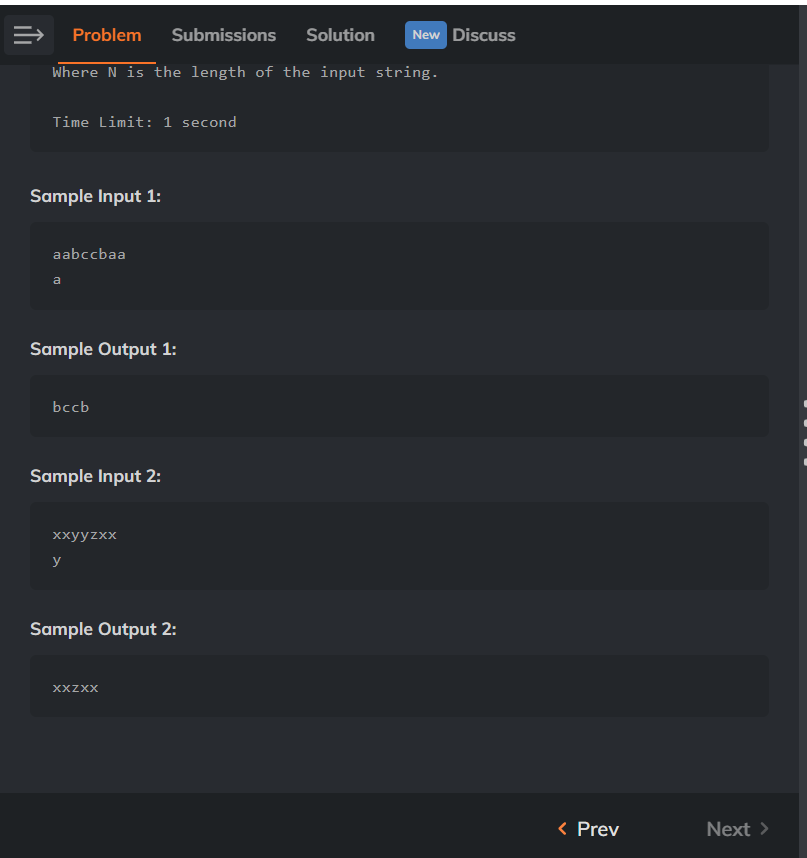 Problem Submissions Solution New Discuss
Where N is the length of the input string.
Time Limit: 1 second
Sample Input 1:
aabccbaa
a
Sample Output 1:
bccb
Sample Input 2:
xxyyzxx
y
Sample Output 2:
xxzxx
Prev Next